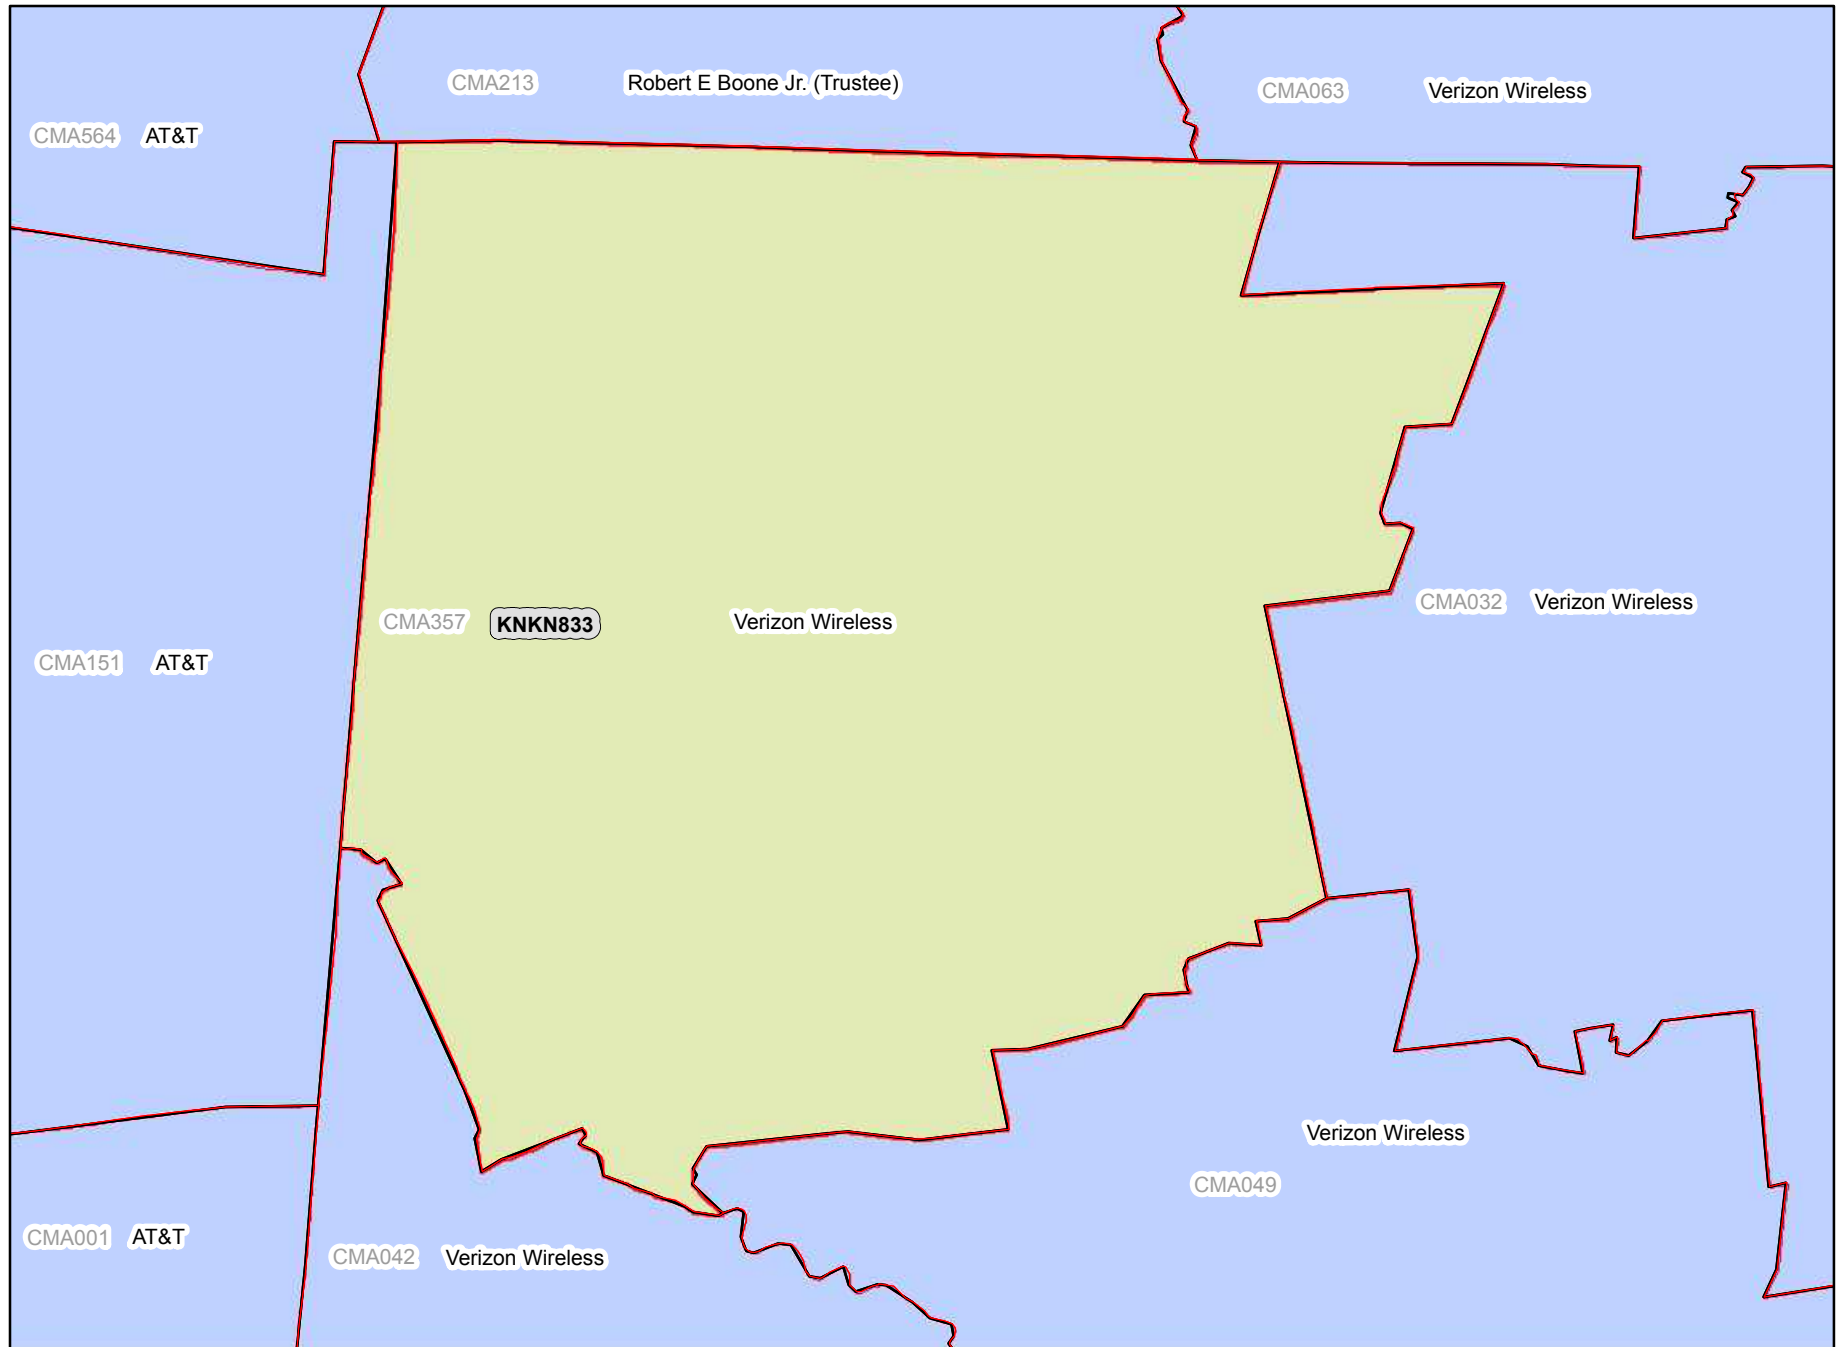 CMA213 Robert E Boone Jr. (Trustee)
CMA063 Verizon Wireless
CMA564 AT&T
CMA032 Verizon Wireless
CMA357 KNKN833 Verizon Wireless
CMA151 AT&T
Verizon Wireless
CMA049
CMA001 AT&T
CMA042 Verizon Wireless